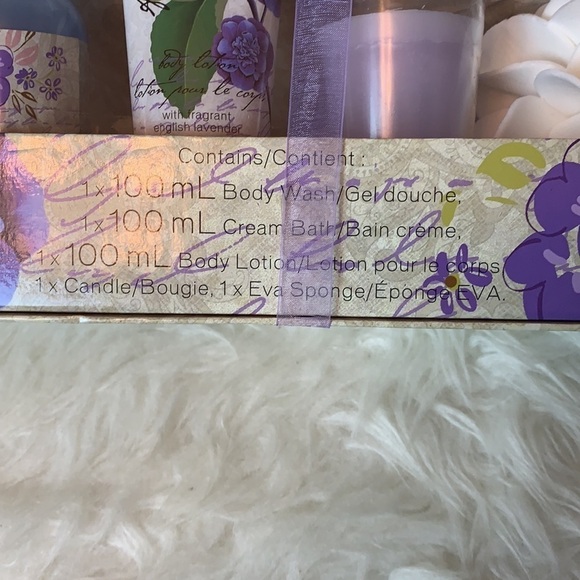 body lotion
lotion pour le corps
with fragrant
english lavender
Contains/Contient :
1 x 100 mL Body Wash/Gel douche,
1 x 100 mL Cream Bath/Bain crème,
1 x 100 mL Body Lotion/Lotion pour le corps
1 x Candle/Bougie, 1 x Eva Sponge/Éponge EVA.